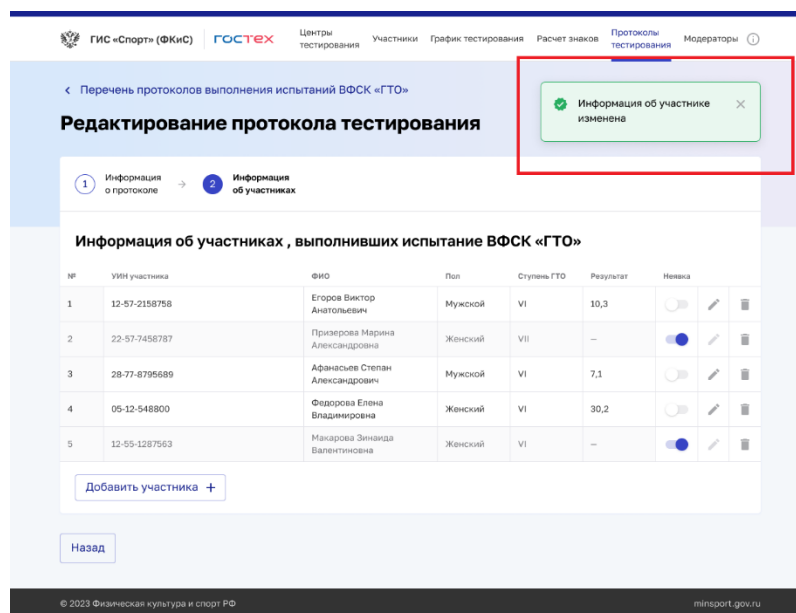 ГИС «Спорт» (ФКиС)
ГОСТЕХ
Центры
тестирования
Участники
График тестирования
Расчет знаков
Протоколы
тестирования
Модераторы
Перечень протоколов выполнения испытаний ВФСК «ГТО»
Редактирование протокола тестирования
Информация об участнике
изменена
1
Информация
о протоколе
2
Информация
об участниках
Информация об участниках , выполнивших испытание ВФСК «ГТО»
№ УИН участника ФИО Пол Ступень ГТО Результат Неявка
1 12-57-2158758 Егоров Виктор
Анатольевич Мужской VI 10,3
2 22-57-7458787 Призерова Марина
Александровна Женский VII –
3 28-77-8795689 Афанасьев Степан
Александрович Мужской VI 7,1
4 05-12-548800 Федорова Елена
Владимировна Женский VI 30,2
5 12-55-1287563 Макарова Зинаида
Валентиновна Женский VI –
Добавить участника +
Назад
© 2023 Физическая культура и спорт РФ
minsport.gov.ru